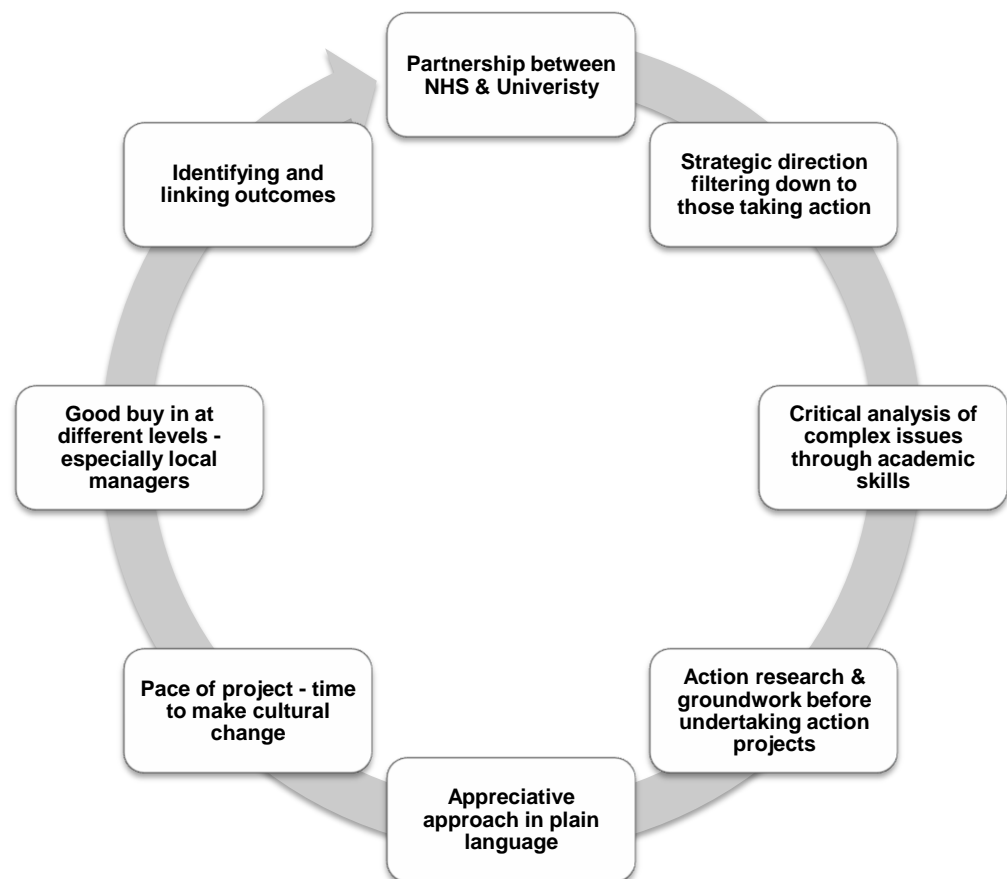 Partnership between
NHS & Univeristy
Strategic direction
filtering down to
those taking action
Critical analysis of
complex issues
through academic
skills
Action research &
groundwork before
undertaking action
projects
Appreciative
approach in plain
language
Pace of project - time
to make cultural
change
Good buy in at
different levels -
especially local
managers
Identifying and
linking outcomes